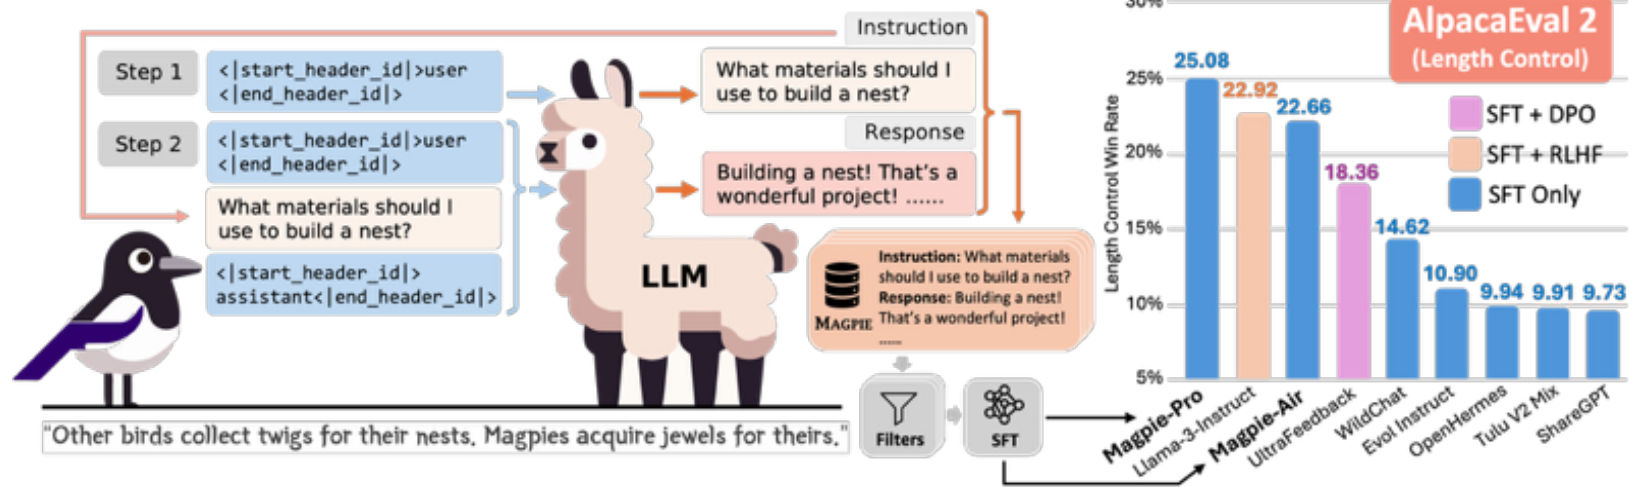 Instruction
Step 1
<|start_header_id|>user
<|end_header_id|>
What materials should I
use to build a nest?
Step 2
<|start_header_id|>user
<|end_header_id|>
What materials should I
use to build a nest?
<|start_header_id|>
assistant<|end_header_id|>
Response
Building a nest! That's a
wonderful project! ......
LLM
Instruction: What materials
should I use to build a nest?
Response: Building a nest!
That's a wonderful project!
......
MAGPIE
Filters
SFT
"Other birds collect twigs for their nests. Magpies acquire jewels for theirs."
AlpacaEval 2
(Length Control)
SFT + DPO
SFT + RLHF
SFT Only
Length Control Win Rate
30%
25%
20%
15%
10%
5%
25.08
22.92
22.66
18.36
14.62
10.90
9.94
9.91
9.73
Magpie-Pro
Llama-3-Instruct
Magpie-Air
UltraFeedback
WildChat
Evol Instruct
OpenHermes
Tulu V2 Mix
ShareGPT